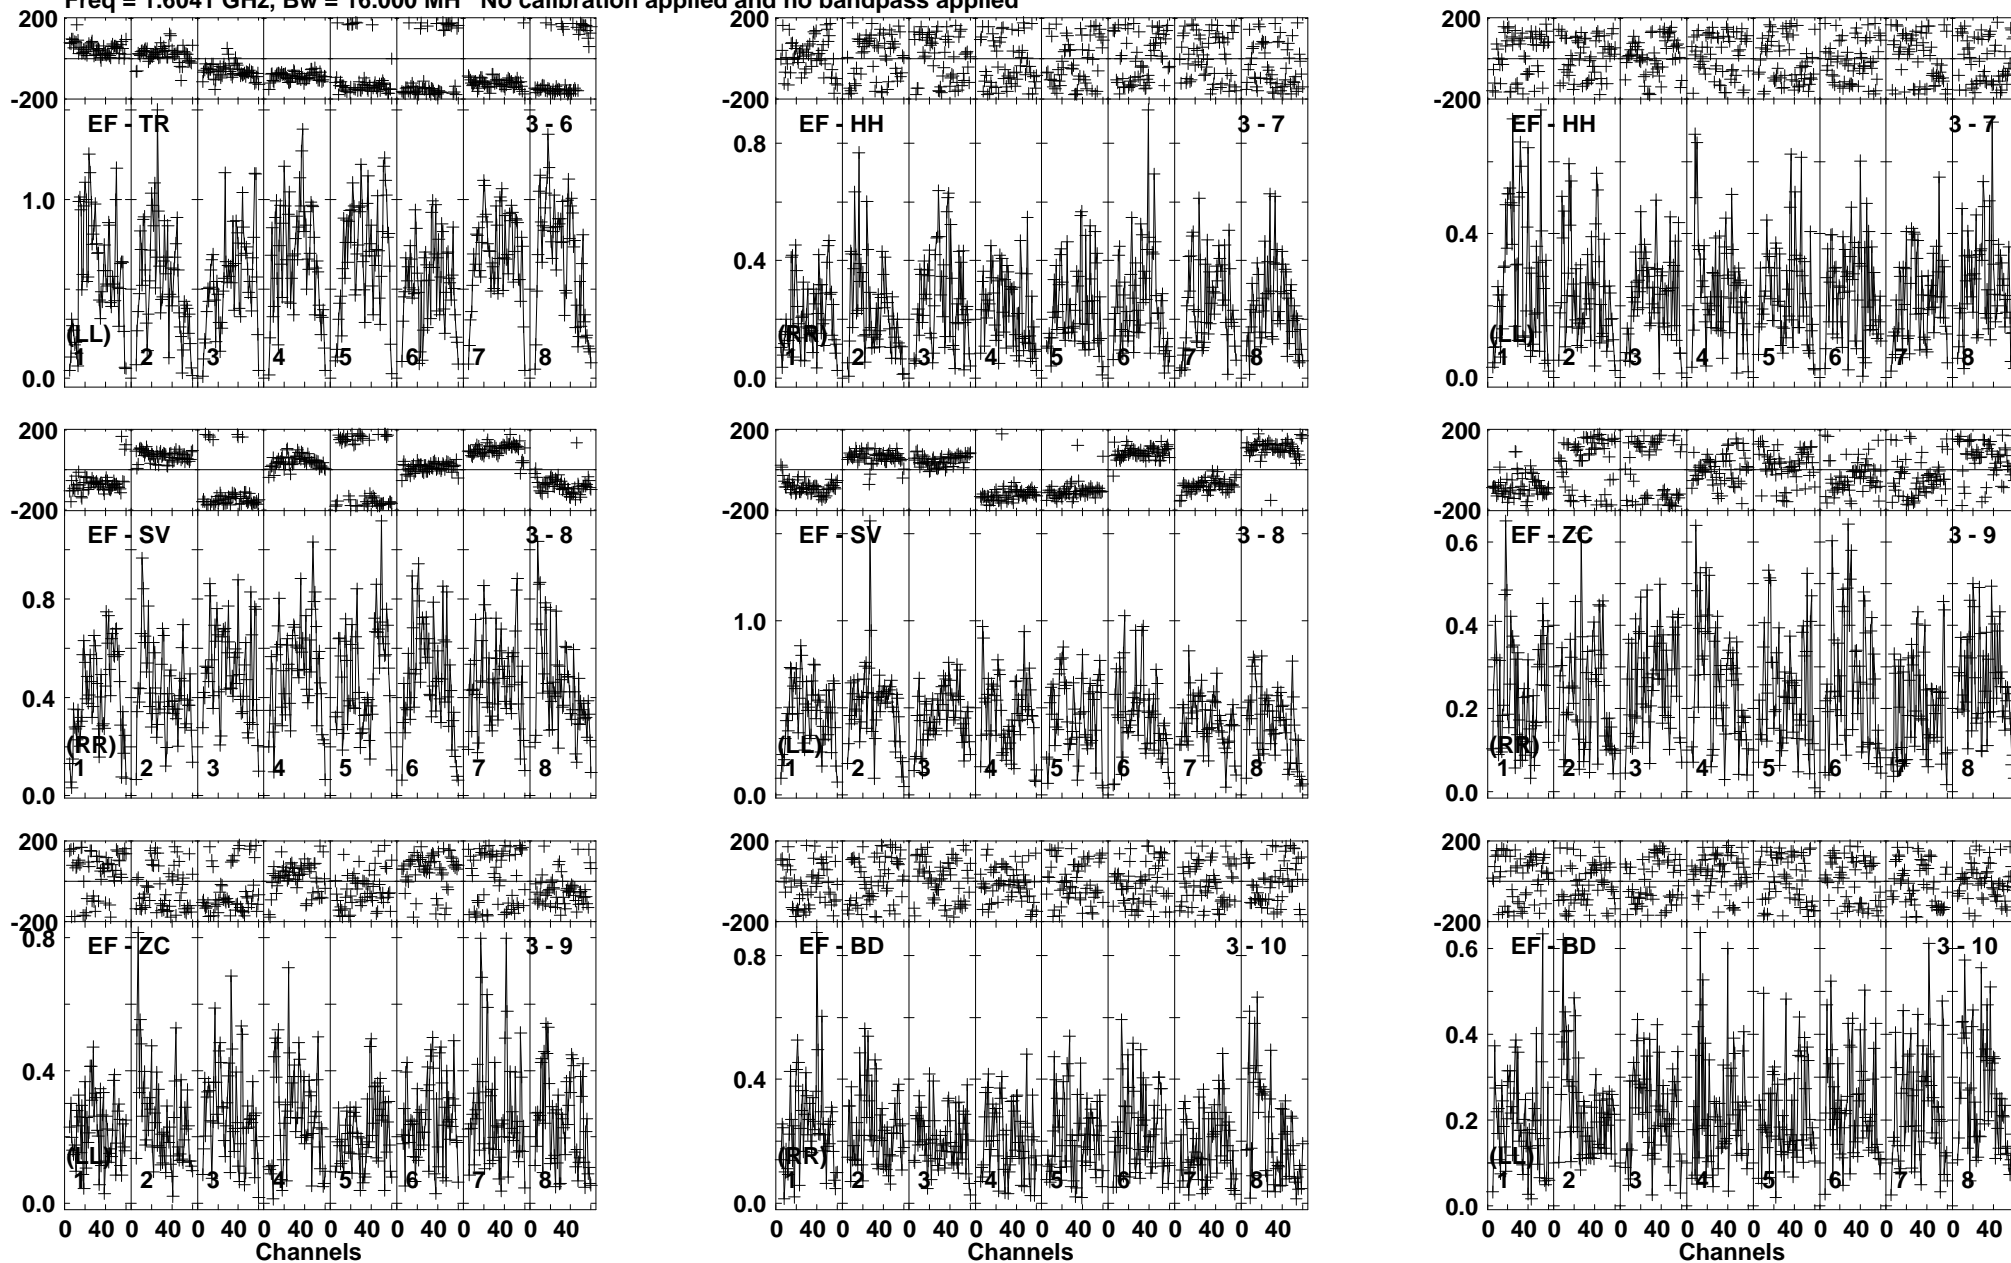 Freq = 1.6041 GHz, Bw = 16.000 MH No calibration applied and no bandpass applied
200 200 200
-200 -200 -200
EF - TR 3 - 6 EF - HH 3 - 7 EF - HH 3 - 7
1.0 0.8 0.4
0.4
(LL) (RR) (LL)
1 2 3 4 5 6 7 8 1 2 3 4 5 6 7 8 1 2 3 4 5 6 7 8
0.0 0.0 0.0
200 200 200
-200 -200 -200
EF - SV 3 - 8 EF - SV 3 - 8 EF - ZC 3 - 9
0.8 1.0 0.6
0.4 0.4
0.2
(RR) (LL) (RR)
1 2 3 4 5 6 7 8 1 2 3 4 5 6 7 8 1 2 3 4 5 6 7 8
0.0 0.0 0.0
200 200 200
-200 -200 -200
0.8 EF - ZC 3 - 9 EF - BD 3 - 10 EF - BD 3 - 10
0.8 0.6
0.4 0.4 0.4
0.2
(LL) (RR) (LL)
1 2 3 4 5 6 7 8 1 2 3 4 5 6 7 8 1 2 3 4 5 6 7 8
0.0 0.0 0.0
0 40 0 40 0 40 0 40 0 40 0 40 0 40 0 40 0 40 0 40 0 40 0 40 0 40 0 40 0 40 0 40 0 40 0 40 0 40 0 40 0 40 0 40 0 40 0 40
Channels Channels Channels